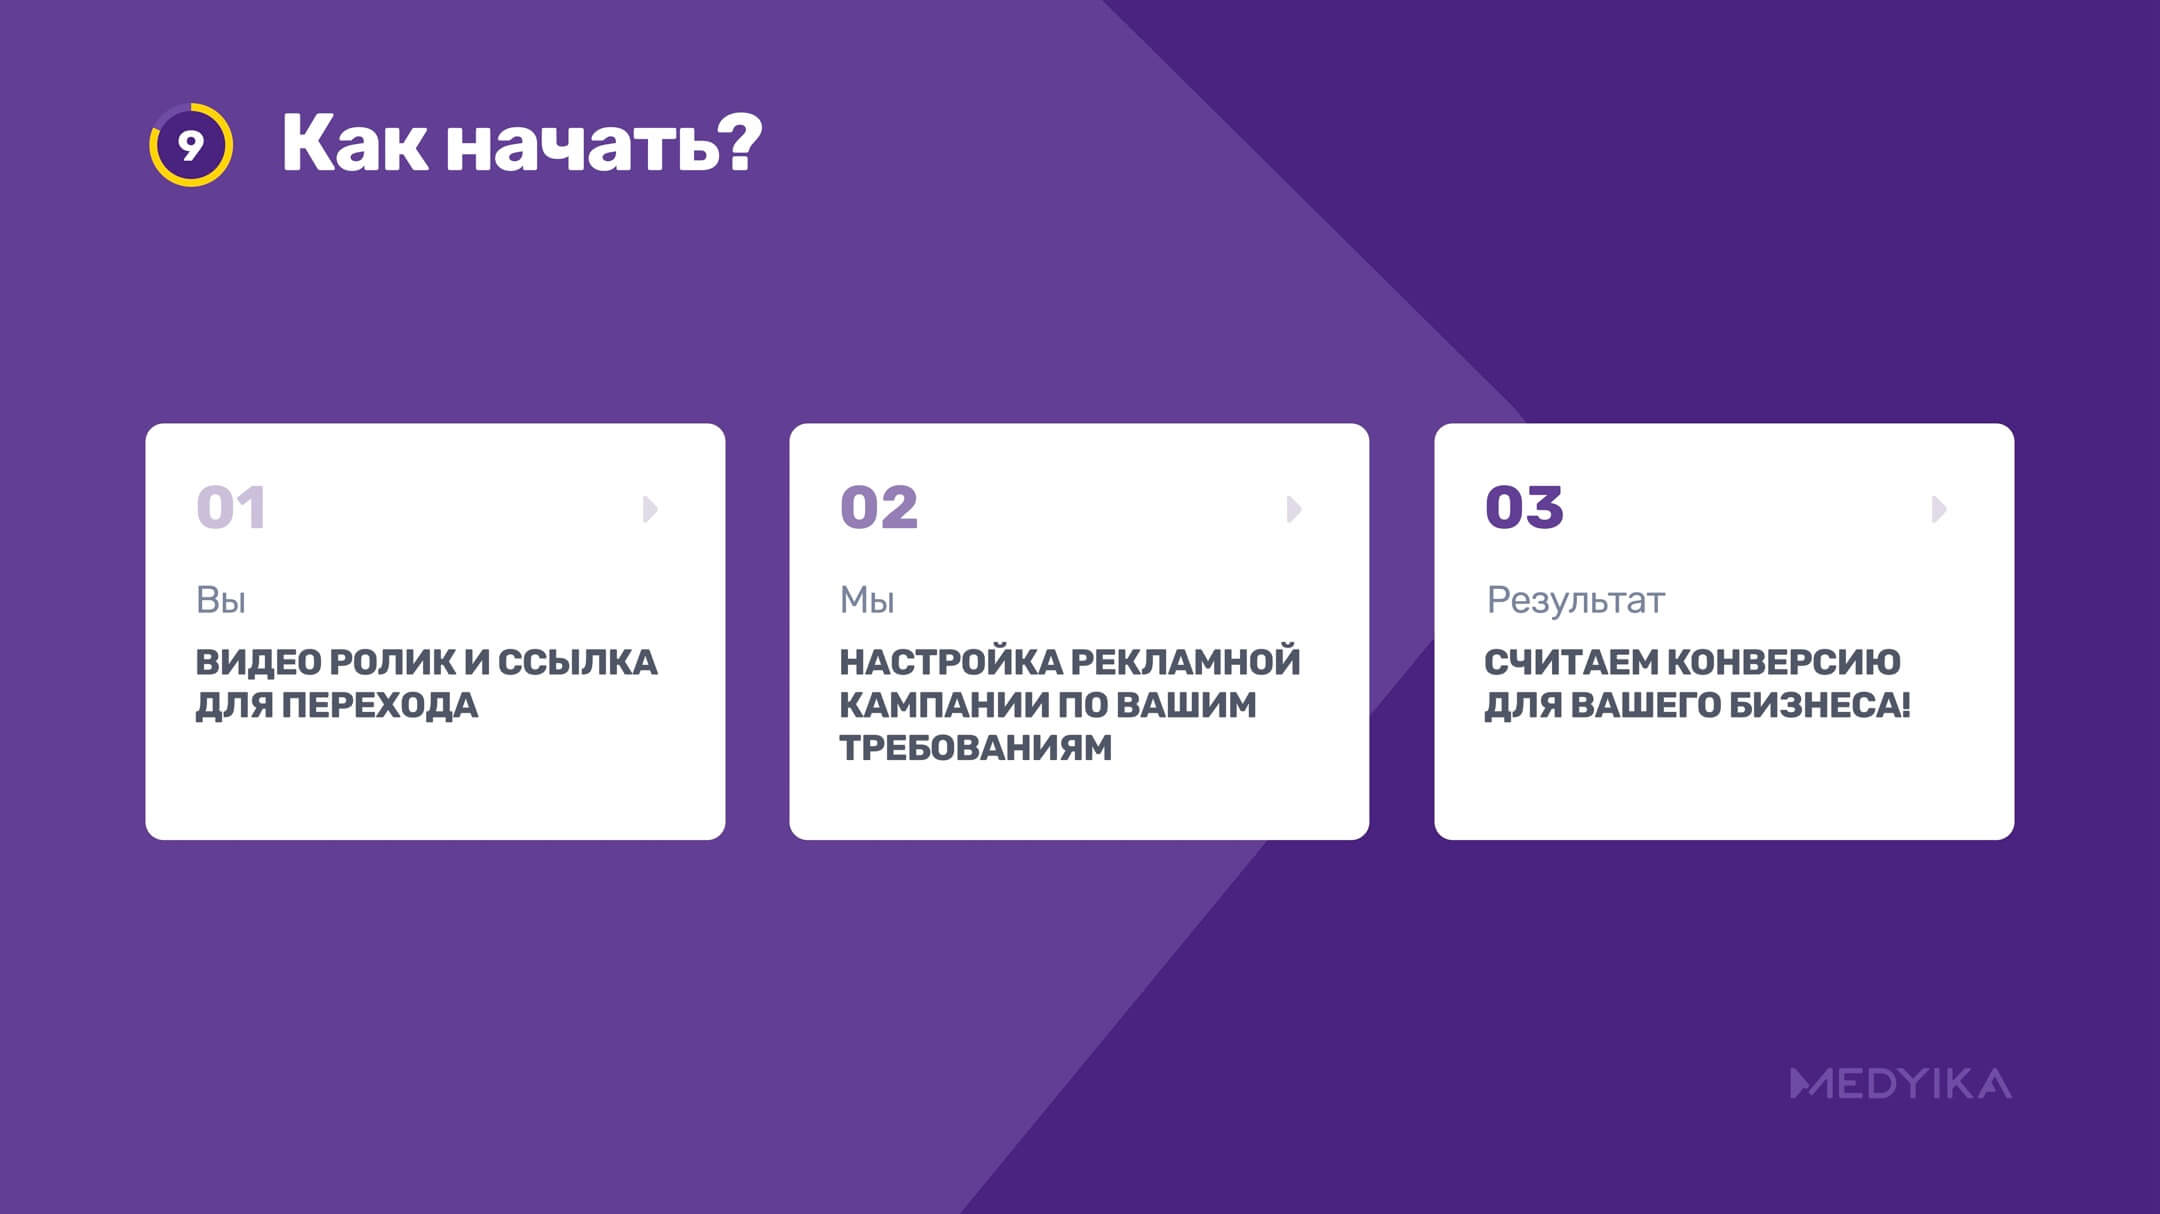 9
Как начать?
01
Вы
ВИДЕО РОЛИК И ССЫЛКА
ДЛЯ ПЕРЕХОДА
02
Мы
НАСТРОЙКА РЕКЛАМНОЙ
КАМПАНИИ ПО ВАШИМ
ТРЕБОВАНИЯМ
03
Результат
СЧИТАЕМ КОНВЕРСИЮ
ДЛЯ ВАШЕГО БИЗНЕСА!
MEDYIKA